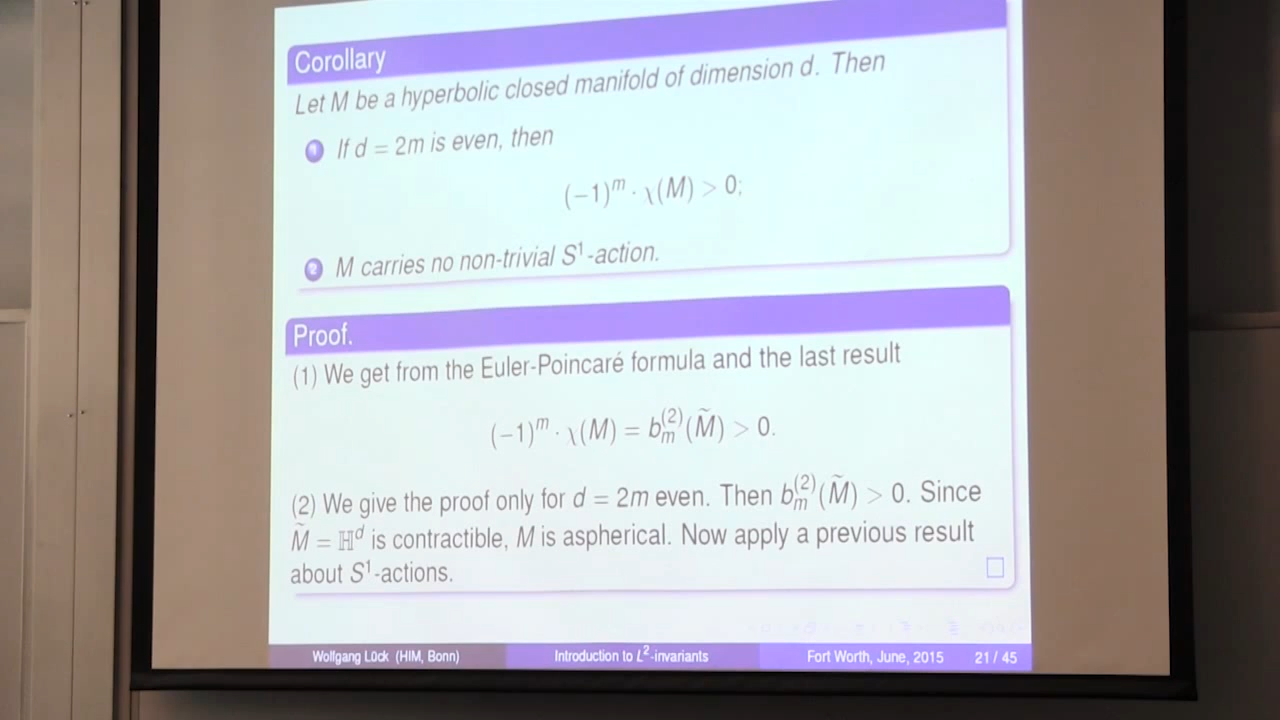 Corollary
Let M be a hyperbolic closed manifold of dimension d. Then
1 If d = 2m is even, then
(−1)^m · χ(M) > 0;
2 M carries no non-trivial S¹-action.
Proof.
(1) We get from the Euler-Poincaré formula and the last result
(−1)^m · χ(M) = b_m^(2)(M̃) > 0.
(2) We give the proof only for d = 2m even. Then b_m^(2)(M̃) > 0. Since
M̃ = ℍ^d is contractible, M is aspherical. Now apply a previous result
about S¹-actions.
Wolfgang Lück (HIM, Bonn) Introduction to L²-invariants Fort Worth, June, 2015 21 / 45